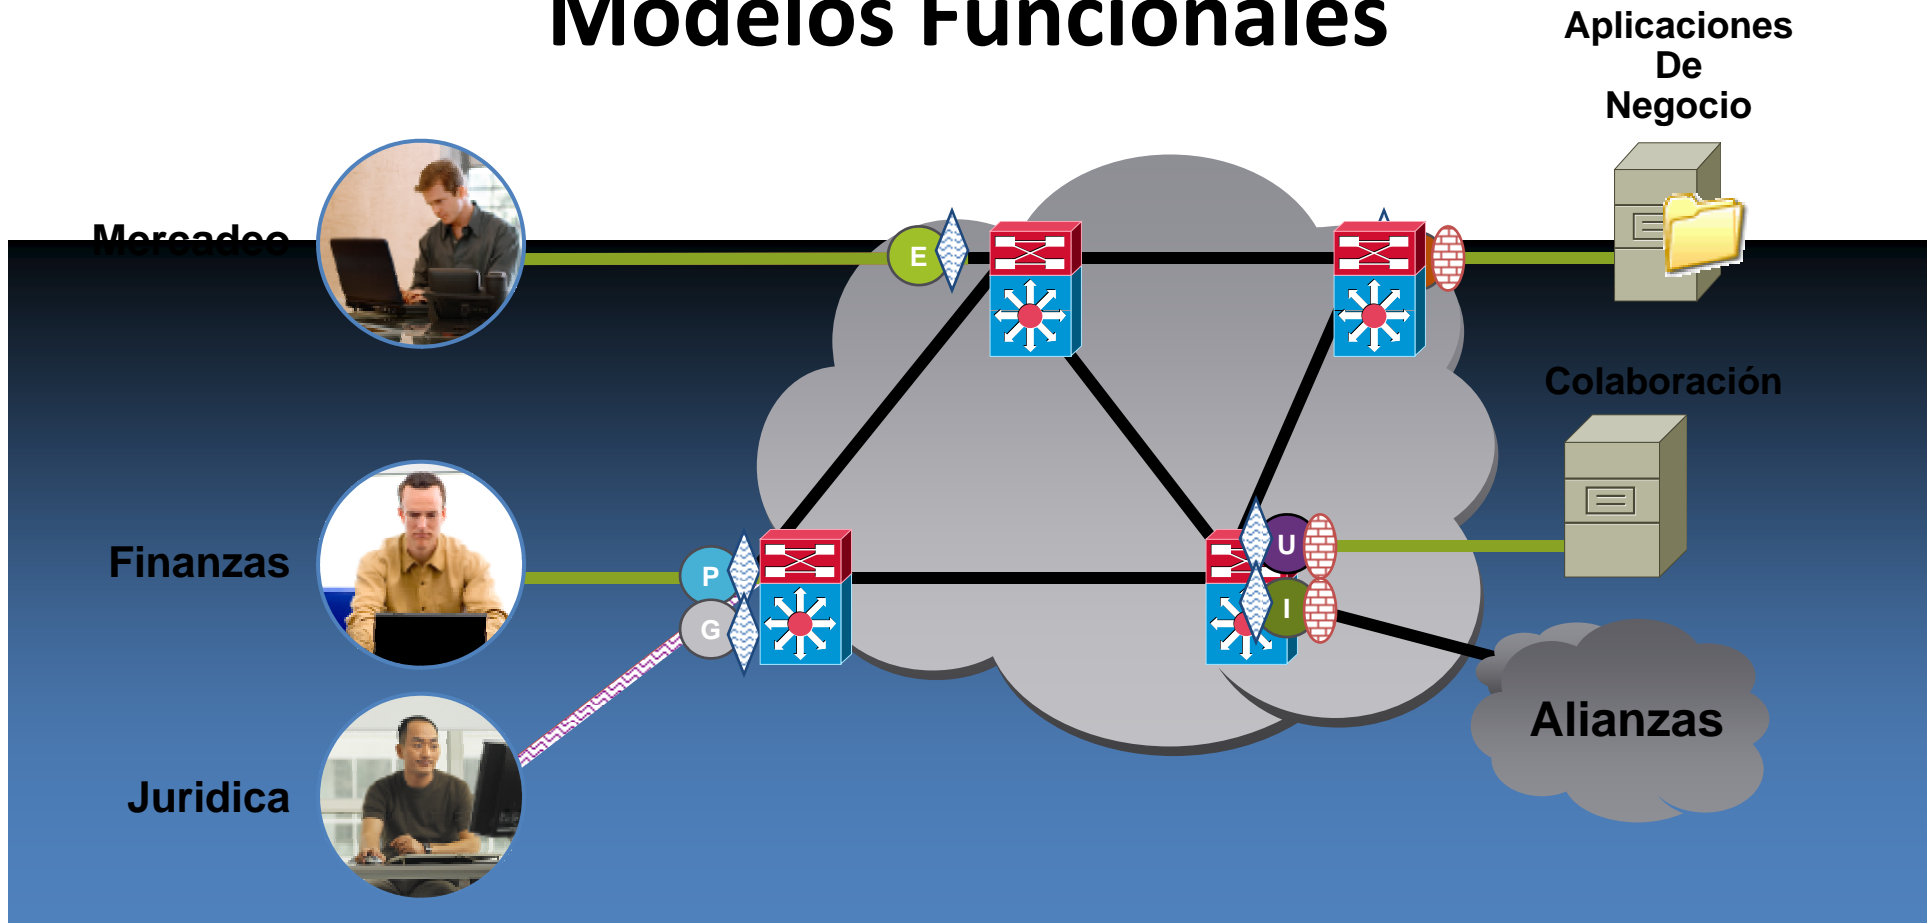 Modelos Funcionales
Aplicaciones
De
Negocio
Mercadeo
E
Colaboración
Finanzas
P
U
G
I
Alianzas
Juridica